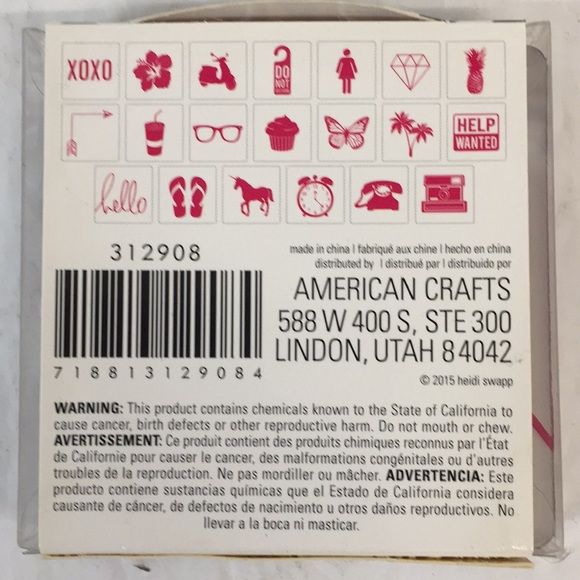 XOXO
DO
NOT
HELP
WANTED
hello
312908
7 18813 12908 4
made in china | fabriqué aux chine | hecho en china
distributed by | distribué par | distribuido por
AMERICAN CRAFTS
588 W 400 S, STE 300
LINDON, UTAH 84042
© 2015 heidi swapp
WARNING: This product contains chemicals known to the State of California to
cause cancer, birth defects or other reproductive harm. Do not mouth or chew.
AVERTISSEMENT: Ce produit contient des produits chimiques reconnus par l'État
de Californie pour causer le cancer, des malformations congénitales ou d'autres
troubles de la reproduction. Ne pas mordiller ou mâcher. ADVERTENCIA: Este
producto contiene sustancias químicas que el Estado de California considera
causante de cáncer, de defectos de nacimiento u otros daños reproductivos. No
llevar a la boca ni masticar.